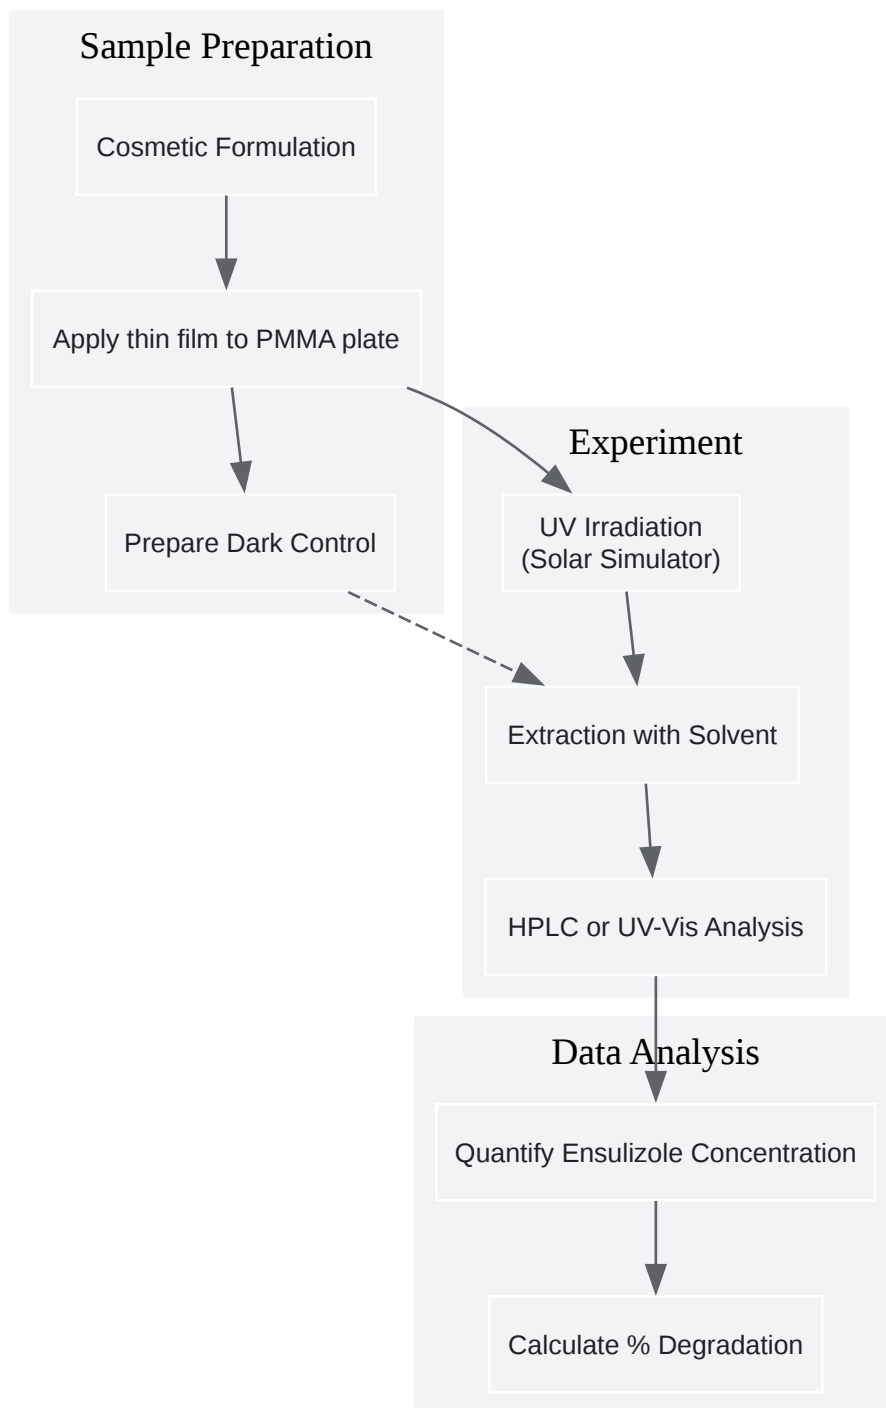 Sample Preparation
Cosmetic Formulation
Apply thin film to PMMA plate
Prepare Dark Control
Experiment
UV Irradiation
(Solar Simulator)
Extraction with Solvent
HPLC or UV-Vis Analysis
Data Analysis
Quantify Ensulizole Concentration
Calculate % Degradation